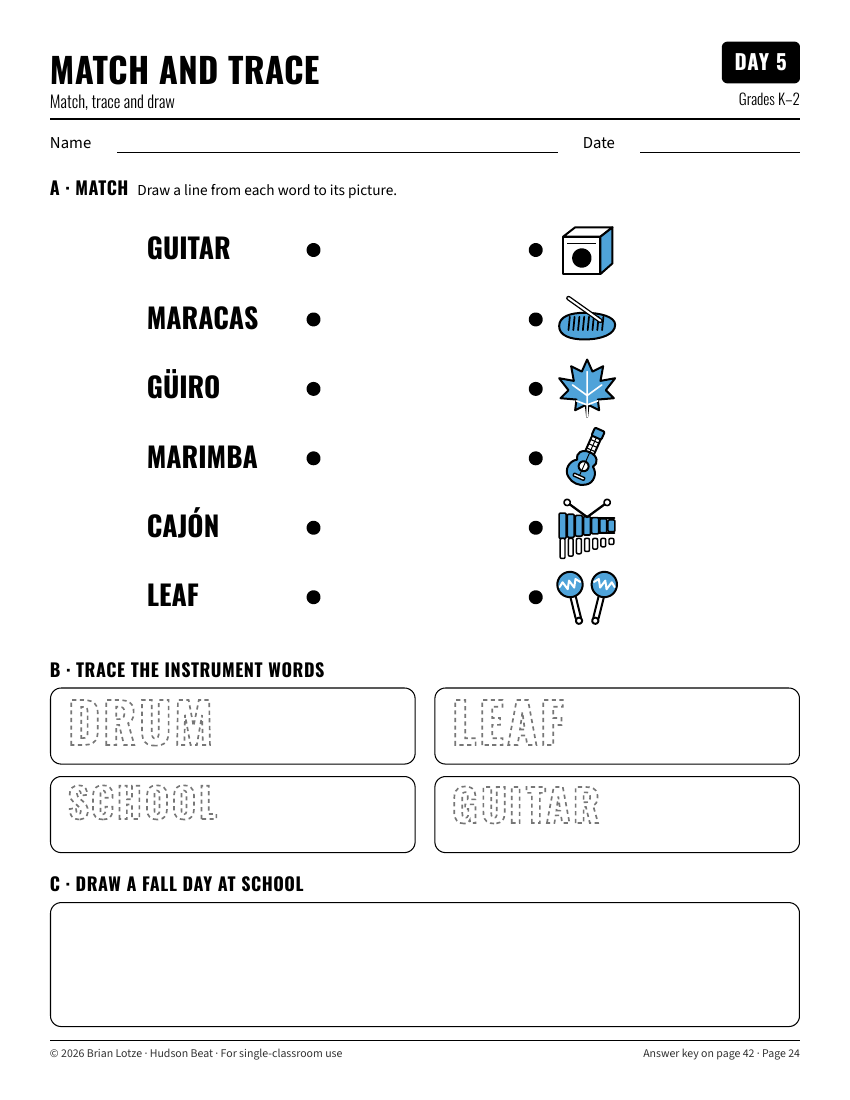 MATCH AND TRACE
DAY 5
Match, trace and draw
Grades K–2
Name
Date
A · MATCH Draw a line from each word to its picture.
GUITAR
MARACAS
GÜIRO
MARIMBA
CAJÓN
LEAF
B · TRACE THE INSTRUMENT WORDS
DRUM
LEAF
SCHOOL
GUITAR
C · DRAW A FALL DAY AT SCHOOL
© 2026 Brian Lotze · Hudson Beat · For single-classroom use
Answer key on page 42 · Page 24